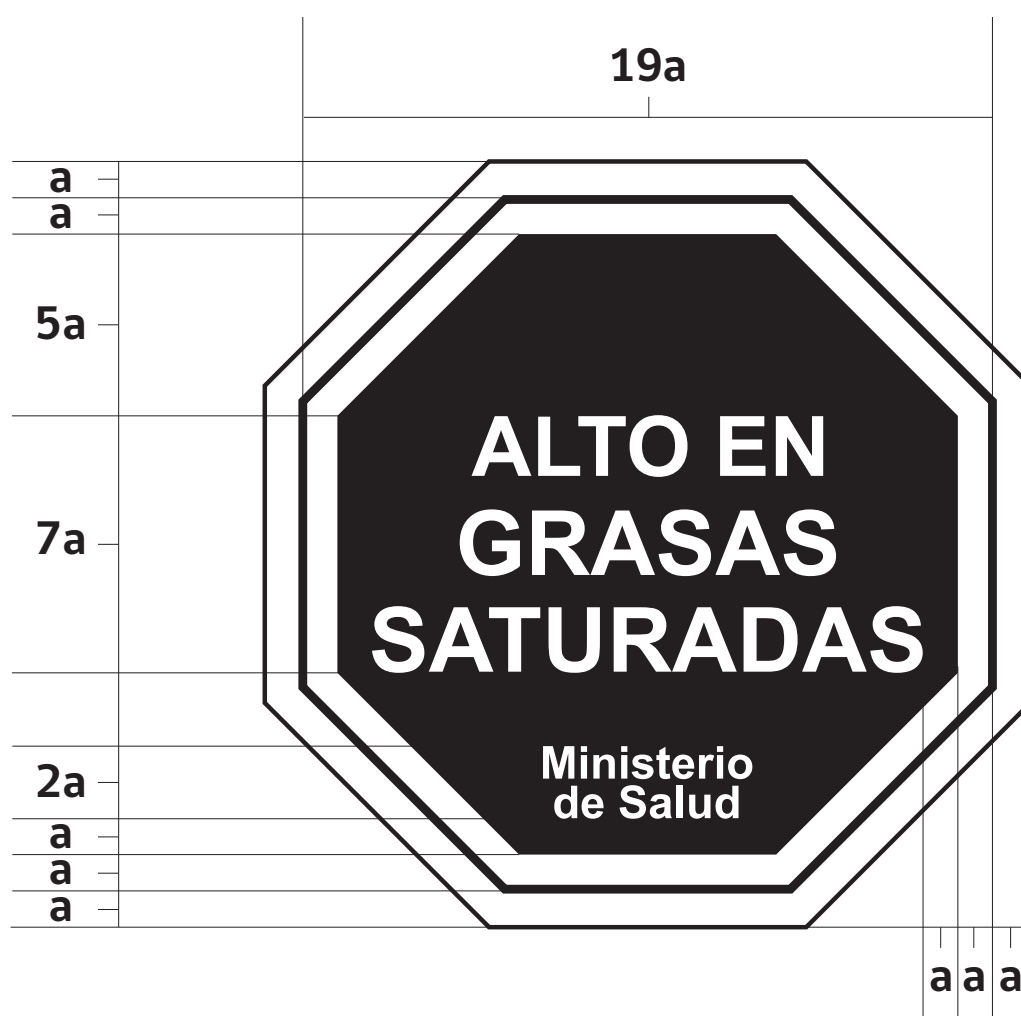 19a
a
a
5a
7a
2a
a
a
a
ALTO EN
GRASAS
SATURADAS
Ministerio
de Salud
a a a